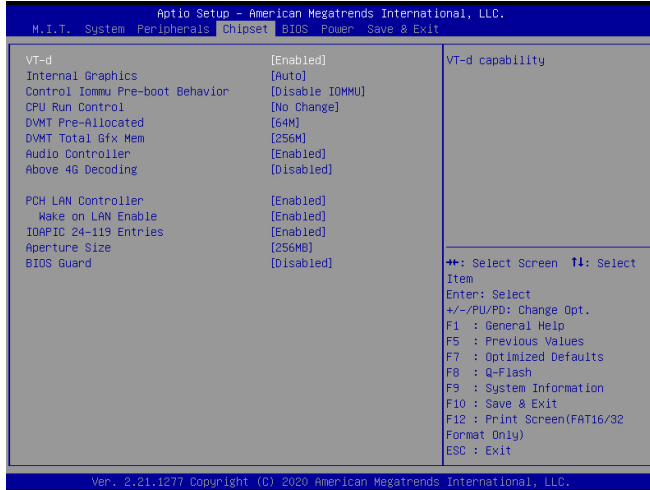 Aptio Setup – American Megatrends International, LLC.
M.I.T. System Peripherals Chipset BIOS Power Save & Exit
VT-d [Enabled]
Internal Graphics [Auto]
Control Iommu Pre-boot Behavior [Disable IOMMU]
CPU Run Control [No Change]
DVMT Pre-Allocated [64M]
DVMT Total Gfx Mem [256M]
Audio Controller [Enabled]
Above 4G Decoding [Disabled]
PCH LAN Controller [Enabled]
Wake on LAN Enable [Enabled]
IOAPIC 24-119 Entries [Enabled]
Aperture Size [256MB]
BIOS Guard [Disabled]
VT-d capability
→←: Select Screen ↑↓: Select
Item
Enter: Select
+/-/PU/PD: Change Opt.
F1 : General Help
F5 : Previous Values
F7 : Optimized Defaults
F8 : Q-Flash
F9 : System Information
F10 : Save & Exit
F12 : Print Screen(FAT16/32
Format Only)
ESC : Exit
Ver. 2.21.1277 Copyright (C) 2020 American Megatrends International, LLC.